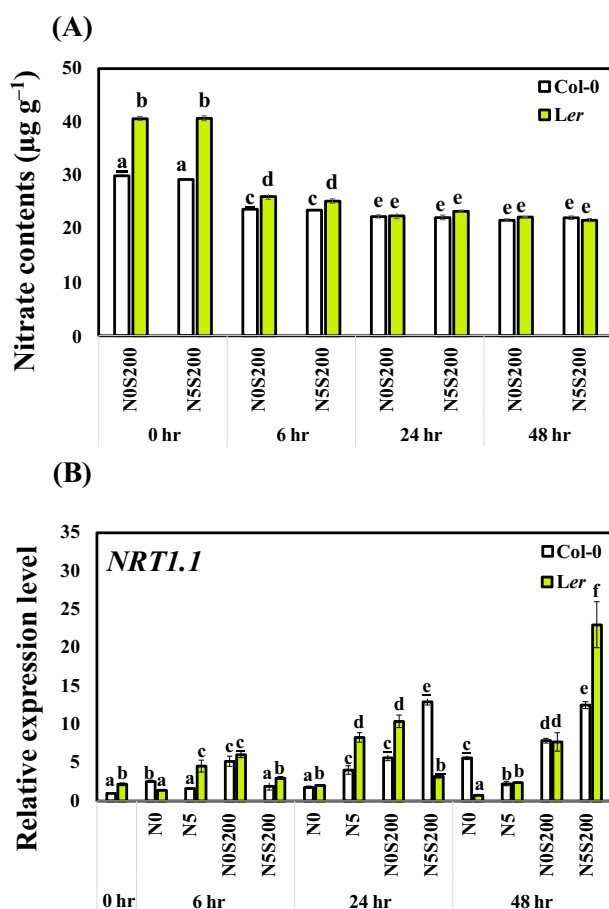 (A)
Nitrate contents (µg g⁻¹)
50
40
30
20
10
0
Col-0
Ler
a b a b c d c d e e e e e e e e
N0S200 N5S200 N0S200 N5S200 N0S200 N5S200 N0S200 N5S200
0 hr 6 hr 24 hr 48 hr
(B)
Relative expression level
35
30
25
20
15
10
5
0
NRT1.1
Col-0
Ler
a b b a a c c c a b a b c d c d e b c a b b d d e f
N0 N5 N0S200 N5S200 N0 N5 N0S200 N5S200 N0 N5 N0S200 N5S200
0 hr 6 hr 24 hr 48 hr